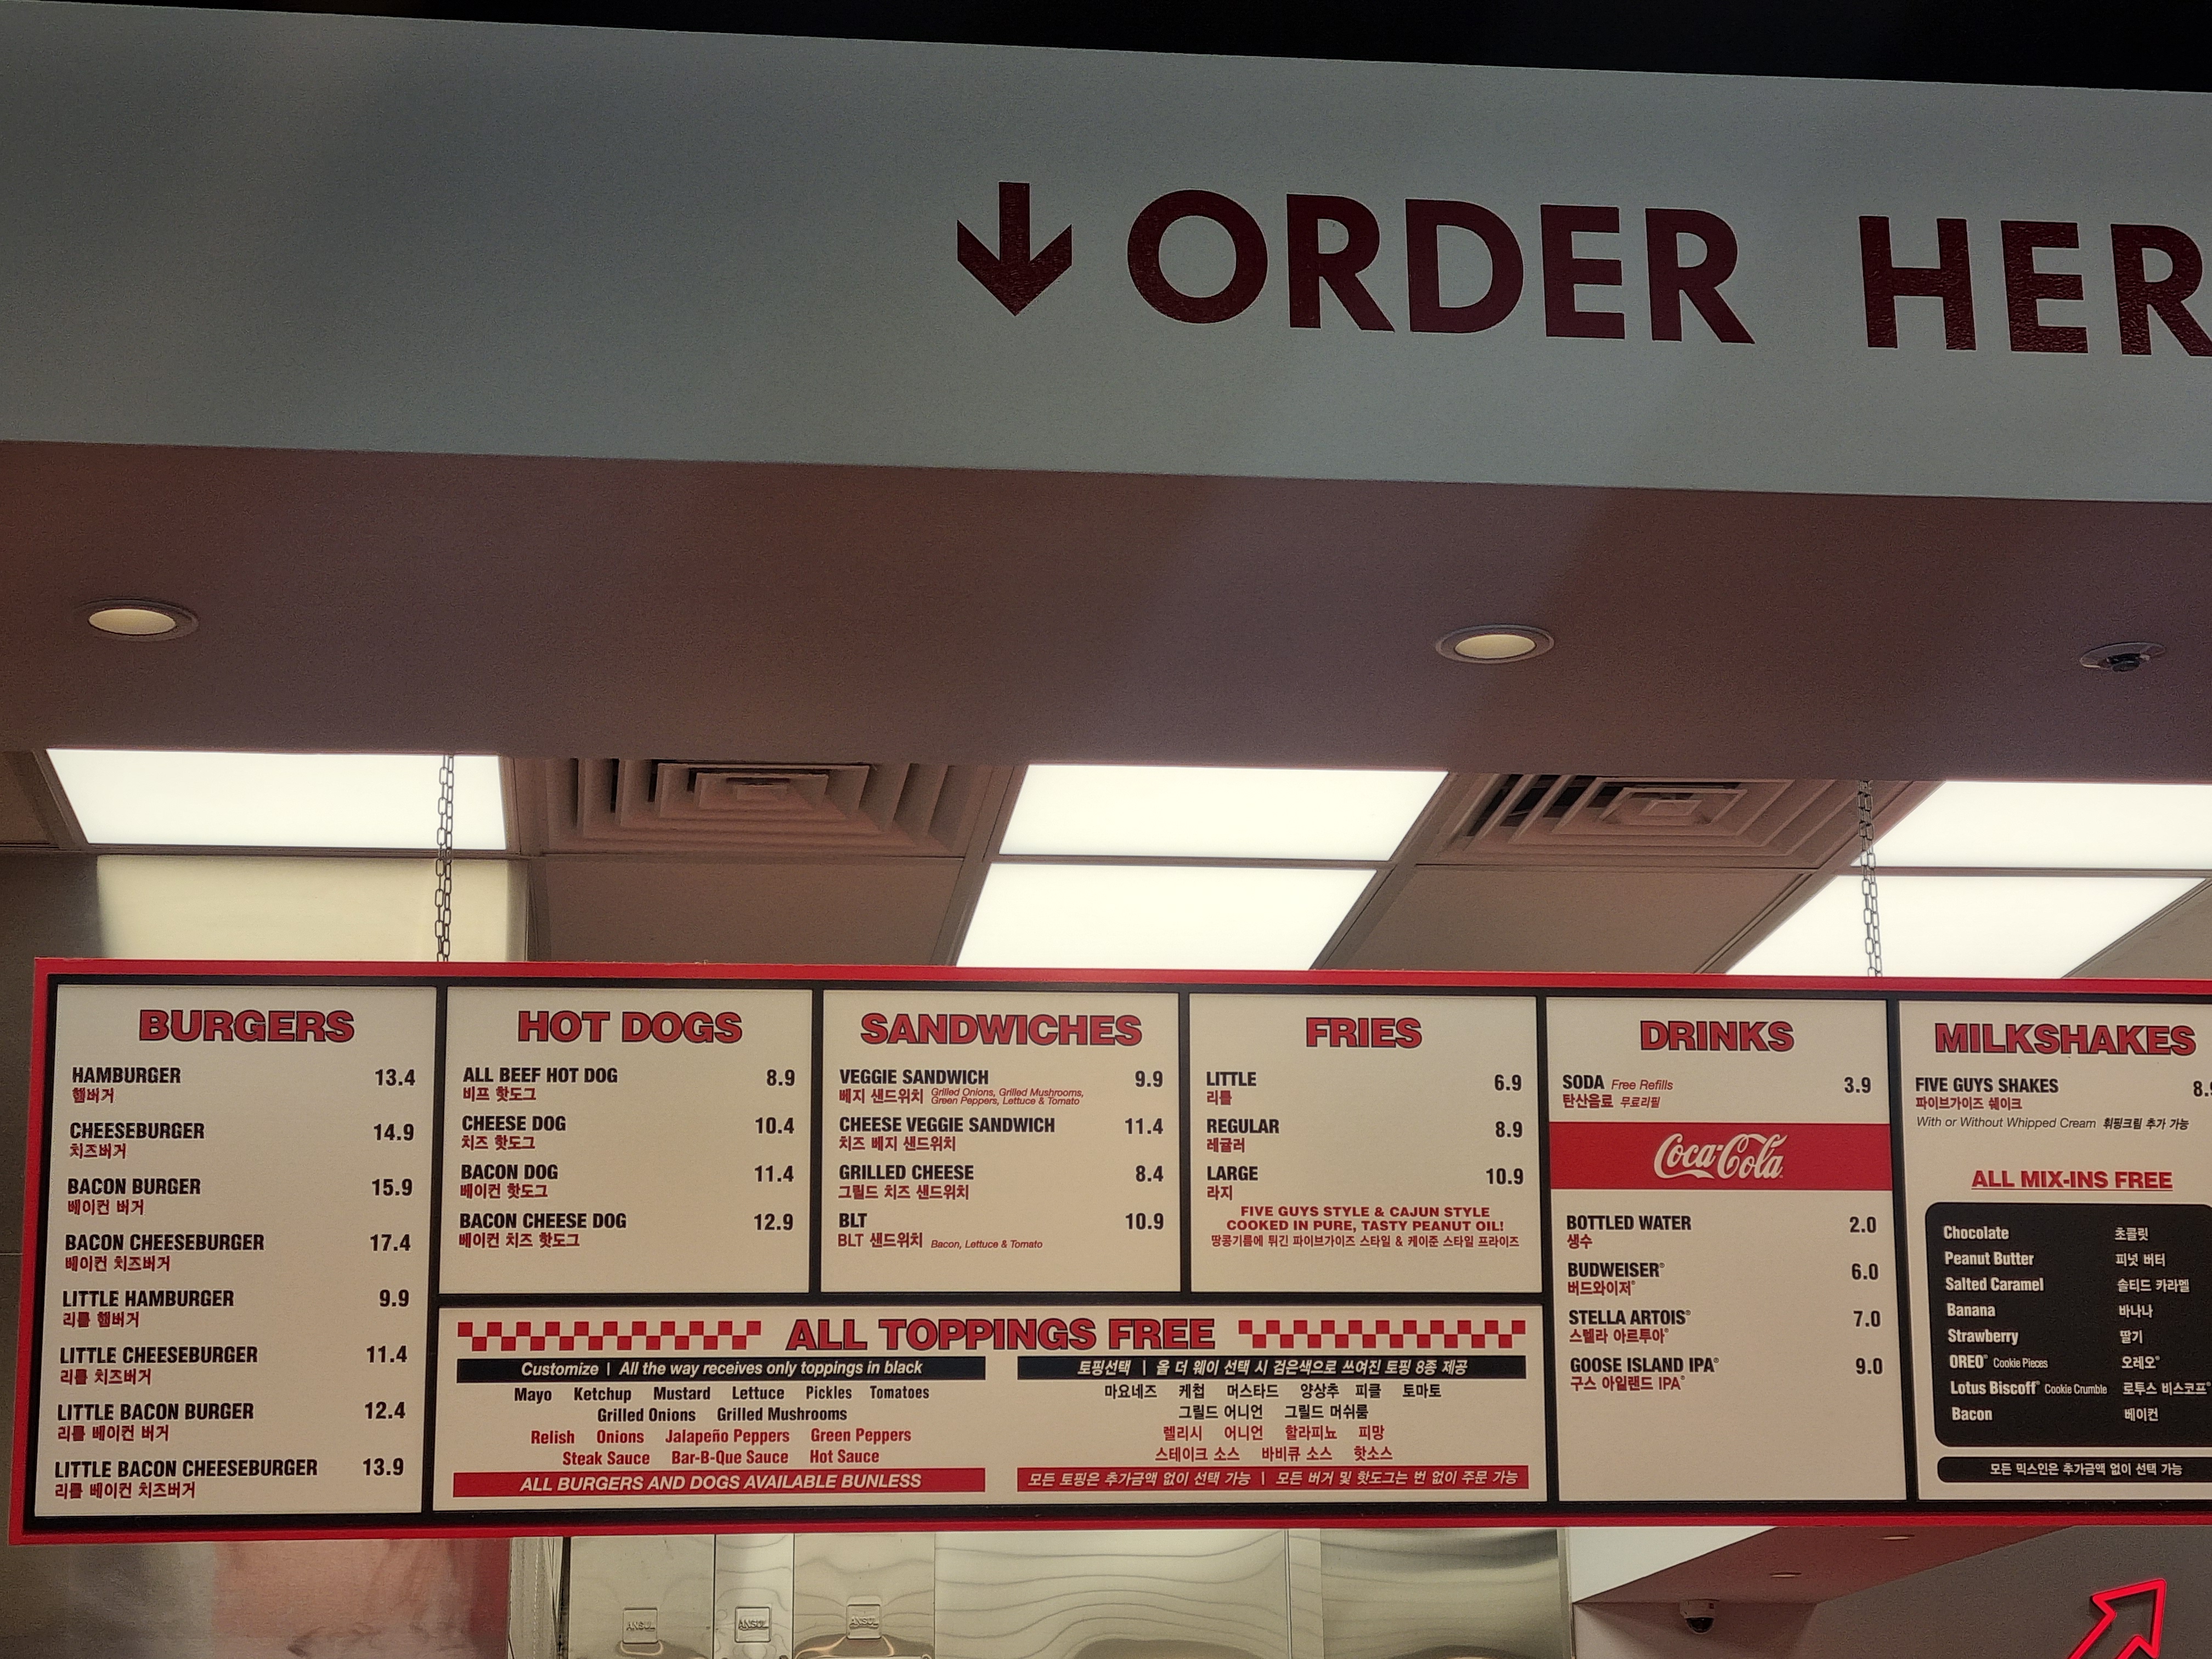 ORDER HER
BURGERS
HAMBURGER 13.4
햄버거
CHEESEBURGER 14.9
치즈버거
BACON BURGER 15.9
베이컨 버거
BACON CHEESEBURGER 17.4
베이컨 치즈버거
LITTLE HAMBURGER 9.9
리틀 햄버거
LITTLE CHEESEBURGER 11.4
리틀 치즈버거
LITTLE BACON BURGER 12.4
리틀 베이컨 버거
LITTLE BACON CHEESEBURGER 13.9
리틀 베이컨 치즈버거
HOT DOGS
ALL BEEF HOT DOG 8.9
비프 핫도그
CHEESE DOG 10.4
치즈 핫도그
BACON DOG 11.4
베이컨 핫도그
BACON CHEESE DOG 12.9
베이컨 치즈 핫도그
SANDWICHES
VEGGIE SANDWICH 9.9
베지 샌드위치 Grilled Onions, Grilled Mushrooms,
Green Peppers, Lettuce & Tomato
CHEESE VEGGIE SANDWICH 11.4
치즈 베지 샌드위치
GRILLED CHEESE 8.4
그릴드 치즈 샌드위치
BLT 10.9
BLT 샌드위치 Bacon, Lettuce & Tomato
FRIES
LITTLE 6.9
리틀
REGULAR 8.9
레귤러
LARGE 10.9
라지
FIVE GUYS STYLE & CAJUN STYLE
COOKED IN PURE, TASTY PEANUT OIL!
땅콩기름에 튀긴 파이브가이즈 스타일 & 케이준 스타일 프라이즈
ALL TOPPINGS FREE
Customize | All the way receives only toppings in black
Mayo Ketchup Mustard Lettuce Pickles Tomatoes
Grilled Onions Grilled Mushrooms
Relish Onions Jalapeño Peppers Green Peppers
Steak Sauce Bar-B-Que Sauce Hot Sauce
ALL BURGERS AND DOGS AVAILABLE BUNLESS
토핑선택 | 올 더 웨이 선택 시 검은색으로 쓰여진 토핑 8종 제공
마요네즈 케첩 머스타드 양상추 피클 토마토
그릴드 어니언 그릴드 머쉬룸
렐리시 어니언 할라피뇨 피망
스테이크 소스 바비큐 소스 핫소스
모든 토핑은 추가금액 없이 선택 가능 | 모든 버거 및 핫도그는 번 없이 주문 가능
DRINKS
SODA Free Refills 3.9
탄산음료 무료리필
Coca-Cola
BOTTLED WATER 2.0
생수
BUDWEISER® 6.0
버드와이저®
STELLA ARTOIS® 7.0
스텔라 아르투아®
GOOSE ISLAND IPA® 9.0
구스 아일랜드 IPA®
MILKSHAKES
FIVE GUYS SHAKES 8.9
파이브가이즈 쉐이크
With or Without Whipped Cream 휘핑크림 추가 가능
ALL MIX-INS FREE
Chocolate 초콜릿
Peanut Butter 피넛 버터
Salted Caramel 솔티드 카라멜
Banana 바나나
Strawberry 딸기
OREO® Cookie Pieces 오레오®
Lotus Biscoff® Cookie Crumble 로투스 비스코프®
Bacon 베이컨
모든 믹스인은 추가금액 없이 선택 가능
ANSUL ANSUL ANSUL